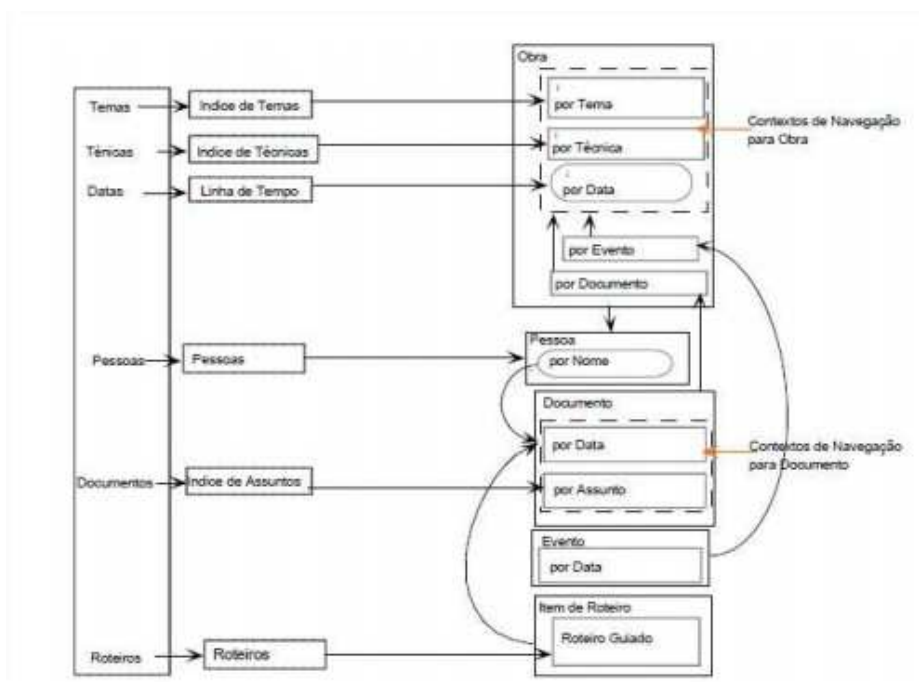 Obra
Temas
Indice de Temas
por Tema
Contextos de Navegação
para Obra
Ténicas
Indice de Técnicas
por Técnica
Datas
Linha de Tempo
por Data
por Evento
por Documento
Pessoa
Pessoas
Pessoas
por Nome
Documento
por Data
Contextos de Navegação
para Documento
Documentos
Indice de Assuntos
por Assunto
Evento
por Data
Item de Roteiro
Roteiro Guiado
Roteiros
Roteiros